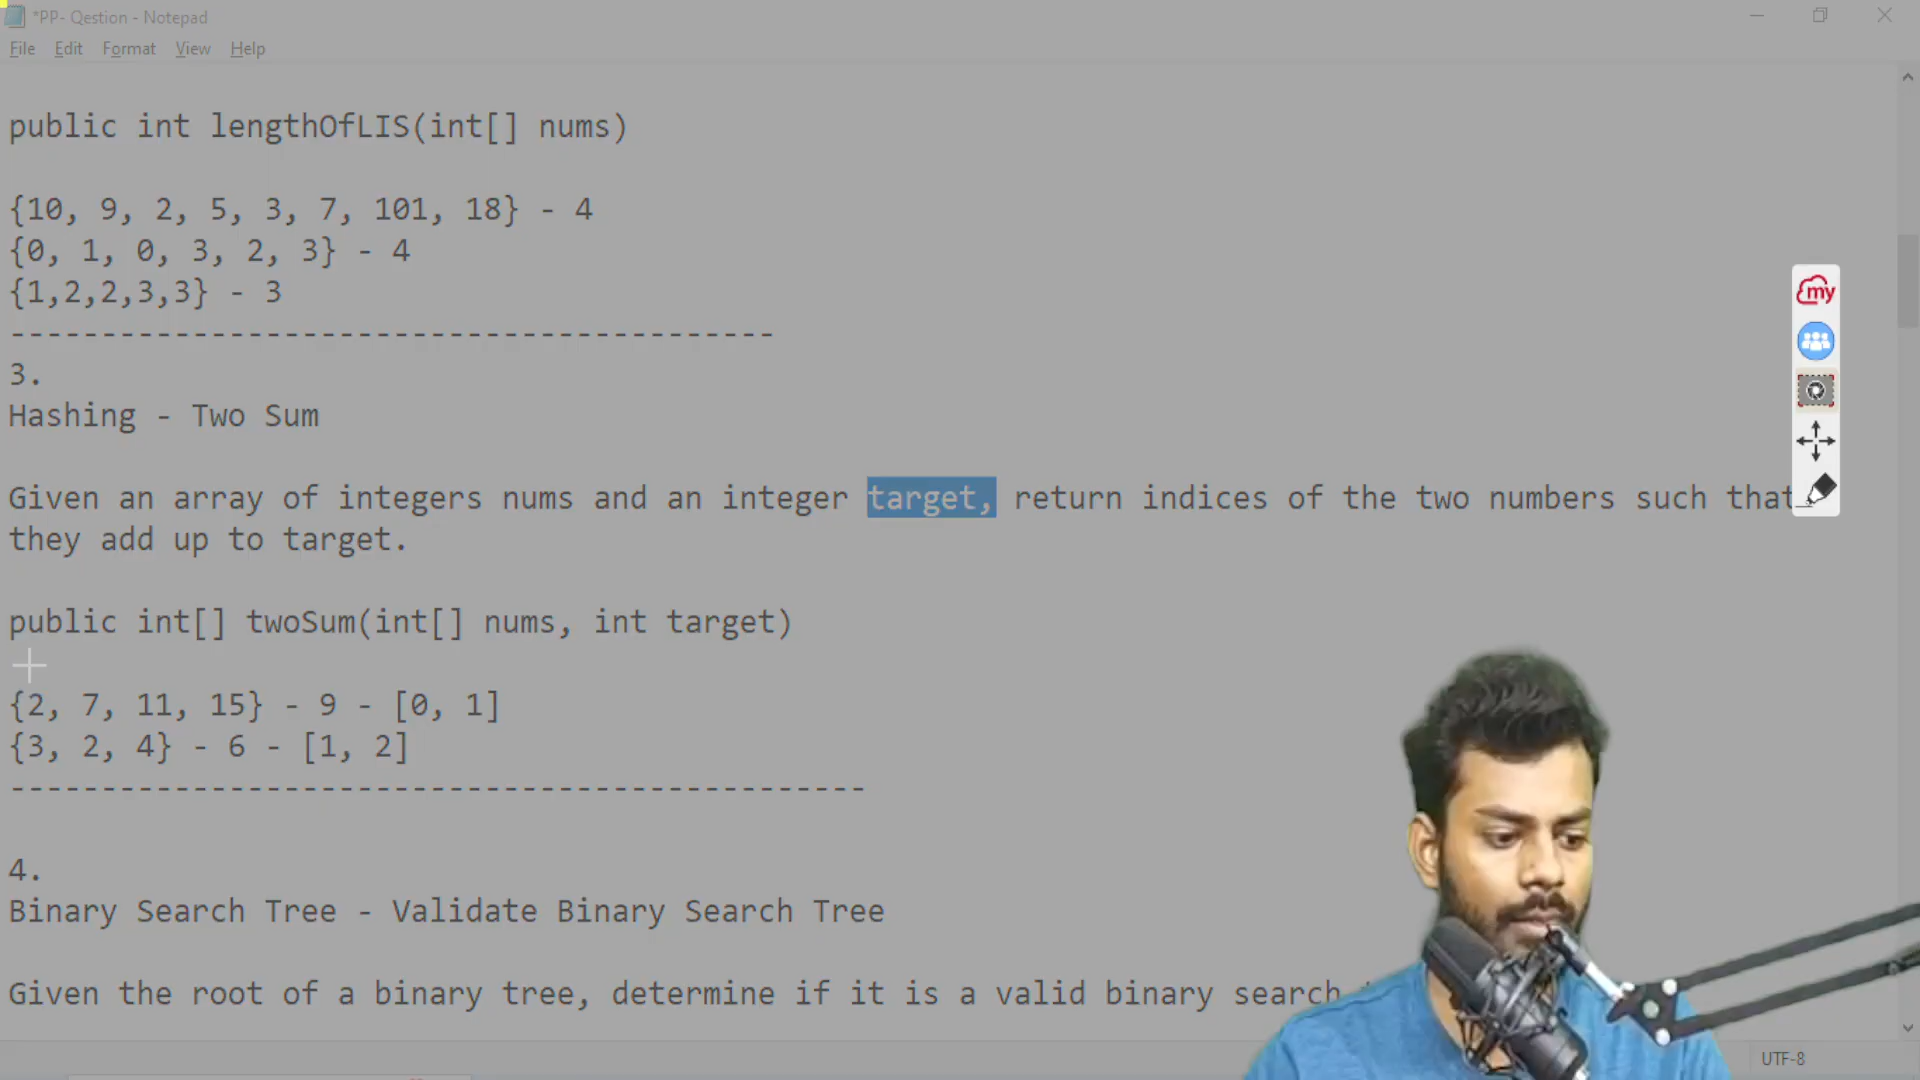 *PP- Qestion - Notepad
File Edit Format View Help
public int lengthOfLIS(int[] nums)
{10, 9, 2, 5, 3, 7, 101, 18} - 4
{0, 1, 0, 3, 2, 3} - 4
{1,2,2,3,3} - 3
------------------------------------------
3.
Hashing - Two Sum
Given an array of integers nums and an integer target, return indices of the two numbers such that
they add up to target.
public int[] twoSum(int[] nums, int target)
{2, 7, 11, 15} - 9 - [0, 1]
{3, 2, 4} - 6 - [1, 2]
-----------------------------------------------
4.
Binary Search Tree - Validate Binary Search Tree
Given the root of a binary tree, determine if it is a valid binary search
my
UTF-8